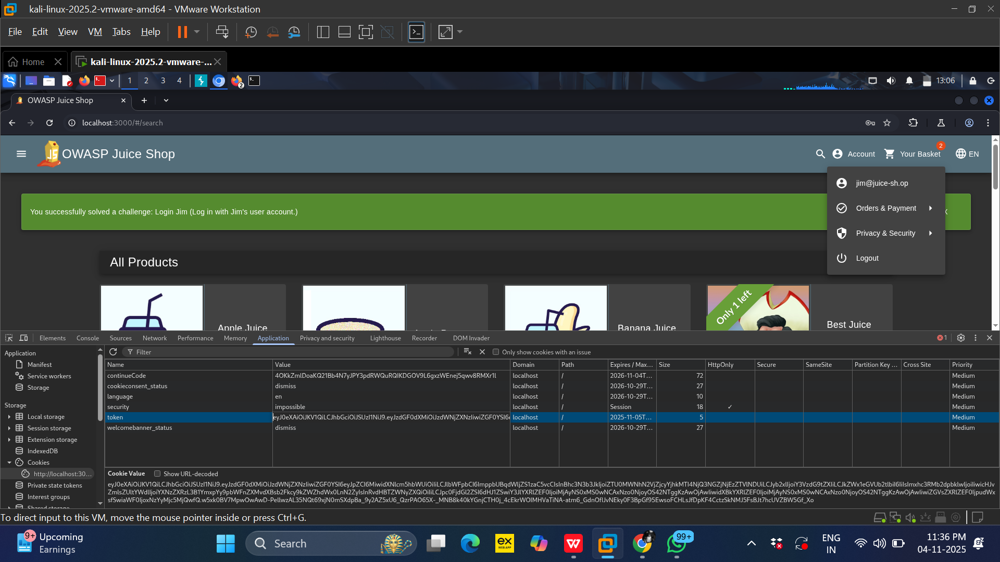 kali-linux-2025.2-vmware-amd64 - VMware Workstation
File Edit View VM Tabs Help
Home
kali-linux-2025.2-vmware-...
1 2 3 4
2
13:06
OWASP Juice Shop
localhost:3000/#/search
OWASP Juice Shop
Account
Your Basket
2
EN
jim@juice-sh.op
Orders & Payment
Privacy & Security
Logout
You successfully solved a challenge: Login Jim (Log in with Jim's user account.)
X
All Products
Apple Juice
Banana Juice
Only 1 left
Best Juice
Elements Console Sources Network Performance Memory Application Privacy and security Lighthouse Recorder DOM Invader
1
Application
Manifest
Service workers
Storage
Storage
Local storage
Session storage
Extension storage
IndexedDB
Cookies
http://localhost:30...
Private state tokens
Interest groups
Shared storage
Filter
Only show cookies with an issue
Name Value Domain Path Expires / Max... Size HttpOnly Secure SameSite Partition Key ... Cross Site Priority
continueCode 4OKkZmlDoaKQ21Bb4N7yJPY3pdRWQuRQIKDGOV9L6gxzWEnej5qwv8RMXr1l localhost / 2026-11-04T... 72 Medium
cookieconsent_status dismiss localhost / 2026-10-29T... 27 Medium
language en localhost / 2026-10-29T... 10 Medium
security impossible localhost / Session 18 ✓ Medium
token eyJ0eXAiOiJKV1QiLCJhbGciOiJSUzI1NiJ9.eyJzdGF0dXMiOiJzdWNjZXNzIiwiZGF0YSI6 localhost / 2025-11-05T... 5 Medium
welcomebanner_status dismiss localhost / 2026-10-29T... 27 Medium
Cookie Value Show URL-decoded
To direct input to this VM, move the mouse pointer inside or press Ctrl+G.
9+
Upcoming
Earnings
Search
ex
WEB APP
99+
ENG
IN
11:36 PM
04-11-2025